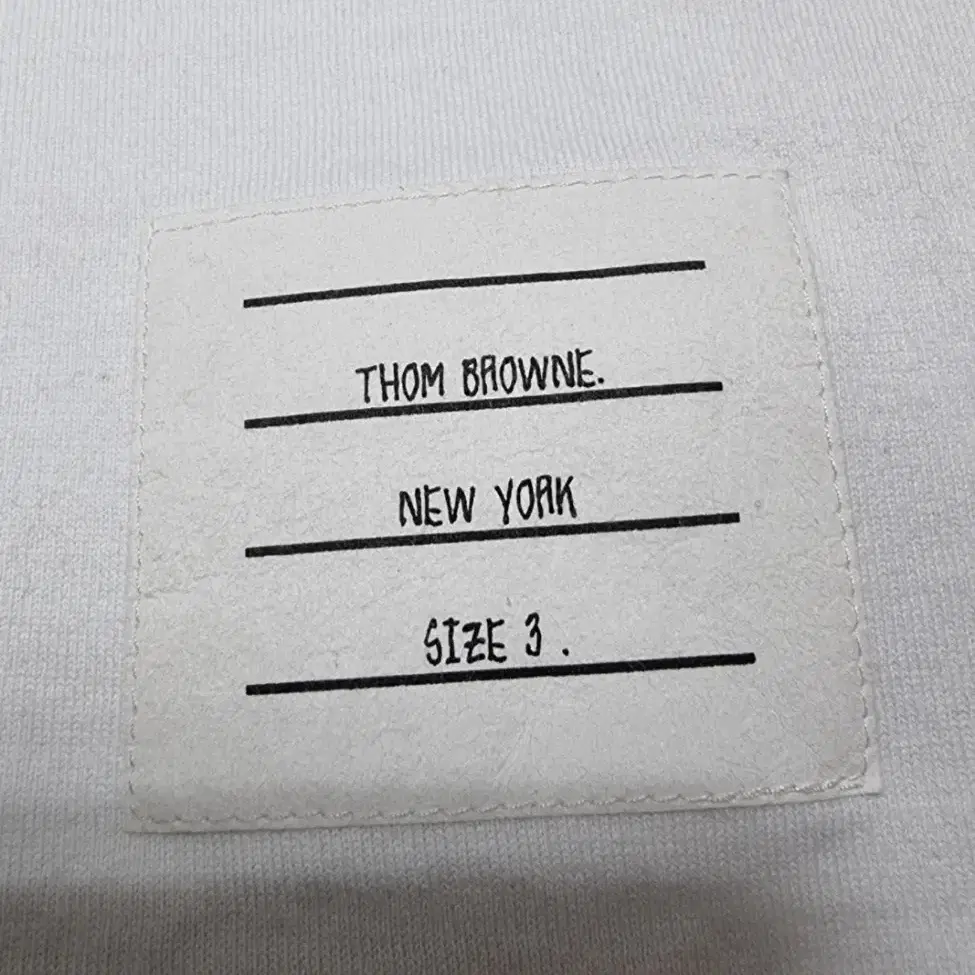 THOM BROWNE.
NEW YORK
SIZE 3 .